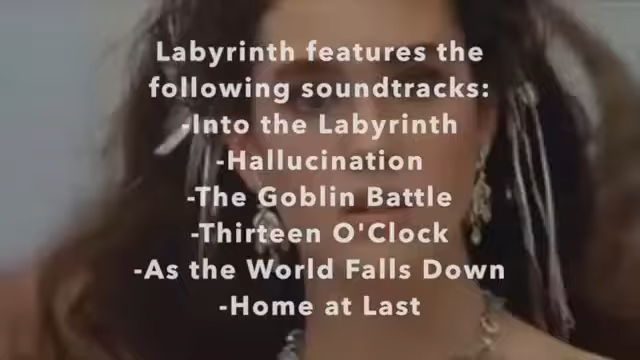 Labyrinth features the
following soundtracks:
-Into the Labyrinth
-Hallucination
-The Goblin Battle
-Thirteen O'Clock
-As the World Falls Down
-Home at Last